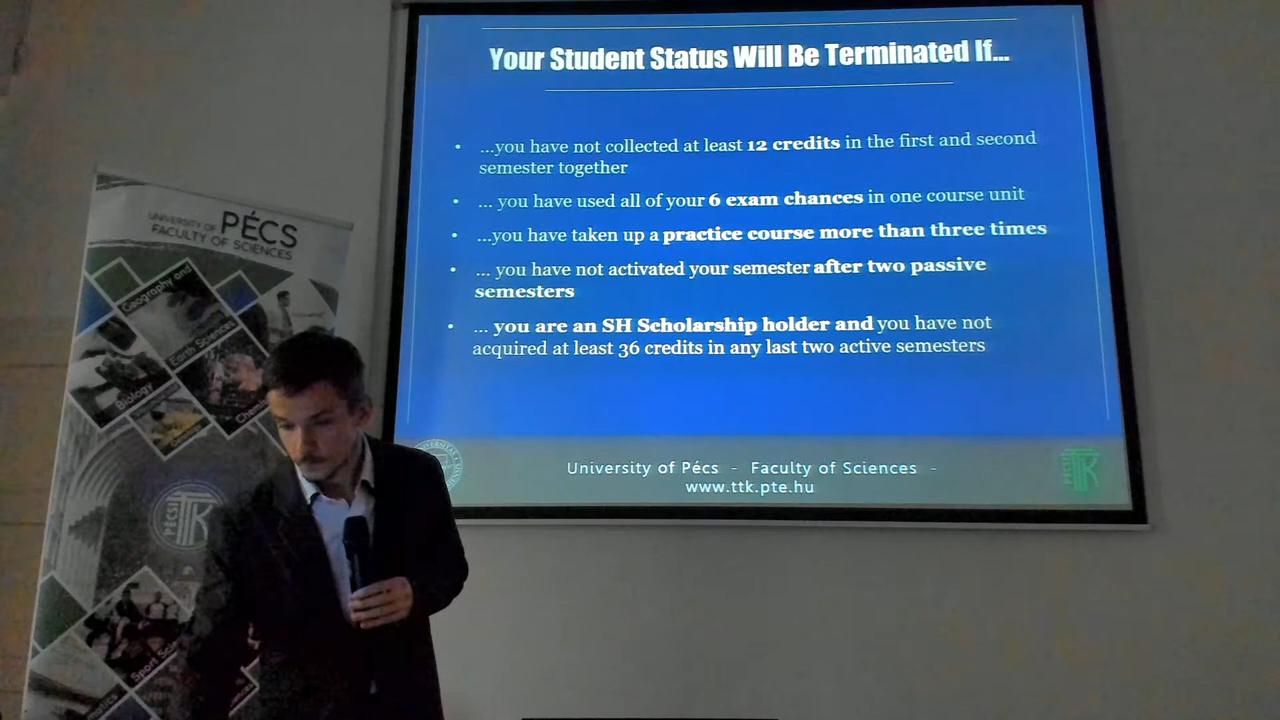 Your Student Status Will Be Terminated If...
• ...you have not collected at least 12 credits in the first and second
semester together
• ... you have used all of your 6 exam chances in one course unit
• ...you have taken up a practice course more than three times
• ... you have not activated your semester after two passive
semesters
• ... you are an SH Scholarship holder and you have not
acquired at least 36 credits in any last two active semesters
University of Pécs - Faculty of Sciences -
www.ttk.pte.hu
UNIVERSITY OF PÉCS
FACULTY OF SCIENCES
Geography and
Earth Sciences
Biology
PÉCSI
TTK